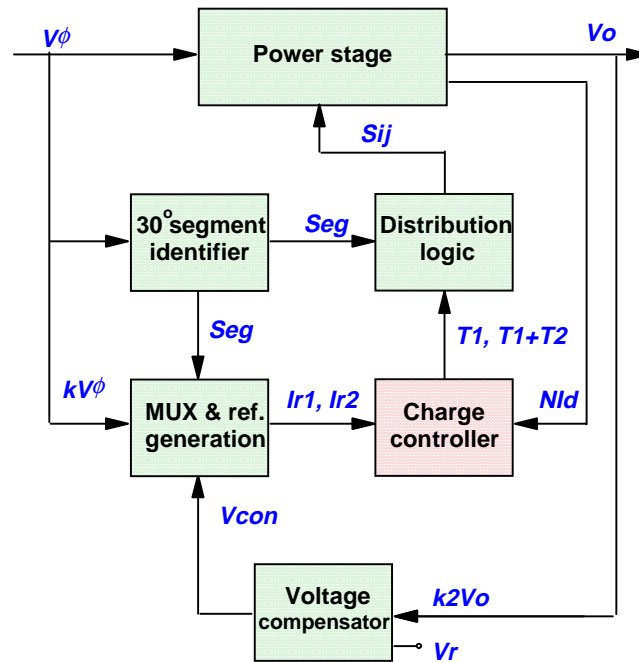 Vϕ
Power stage
Vo
Sij
30°segment
identifier
Seg
Distribution
logic
Seg
T1, T1+T2
kVϕ
MUX & ref.
generation
Ir1, Ir2
Charge
controller
NId
Vcon
Voltage
compensator
k2Vo
Vr